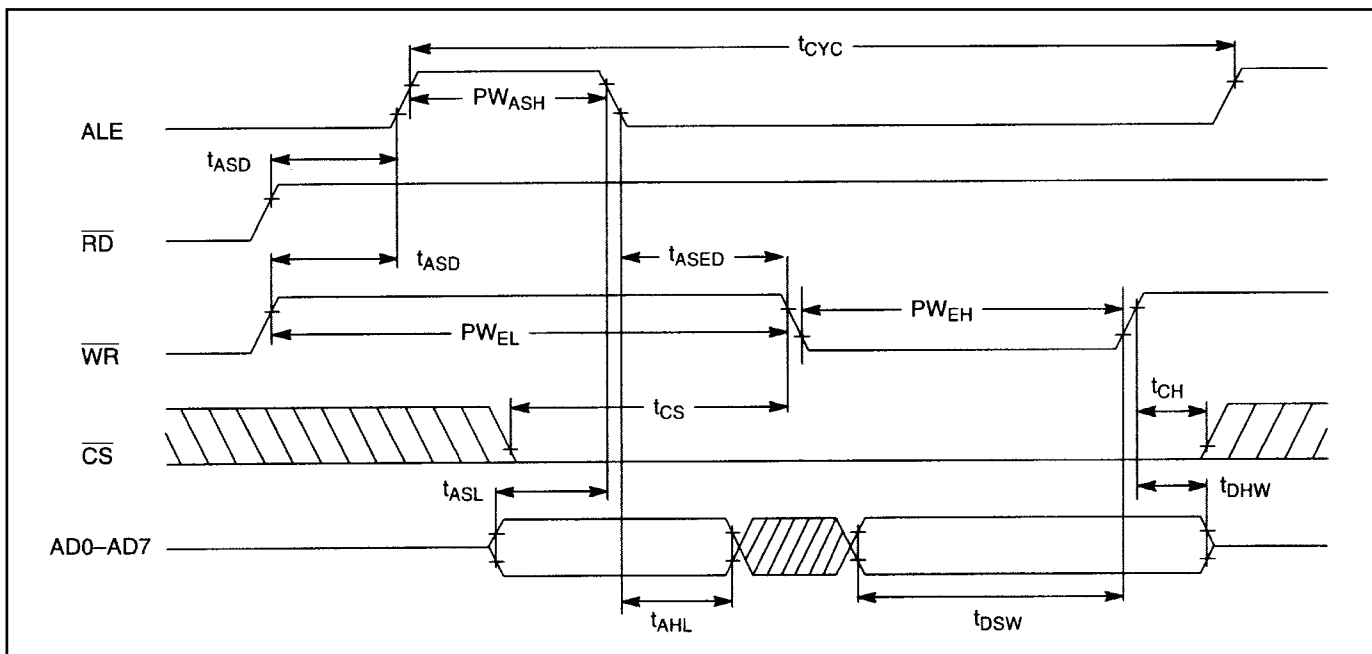 tCYC
PWASH
ALE
tASD
RD
tASD
tASED
PWEH
PWEL
WR
tCH
tCS
CS
tASL
tDHW
AD0–AD7
tAHL
tDSW